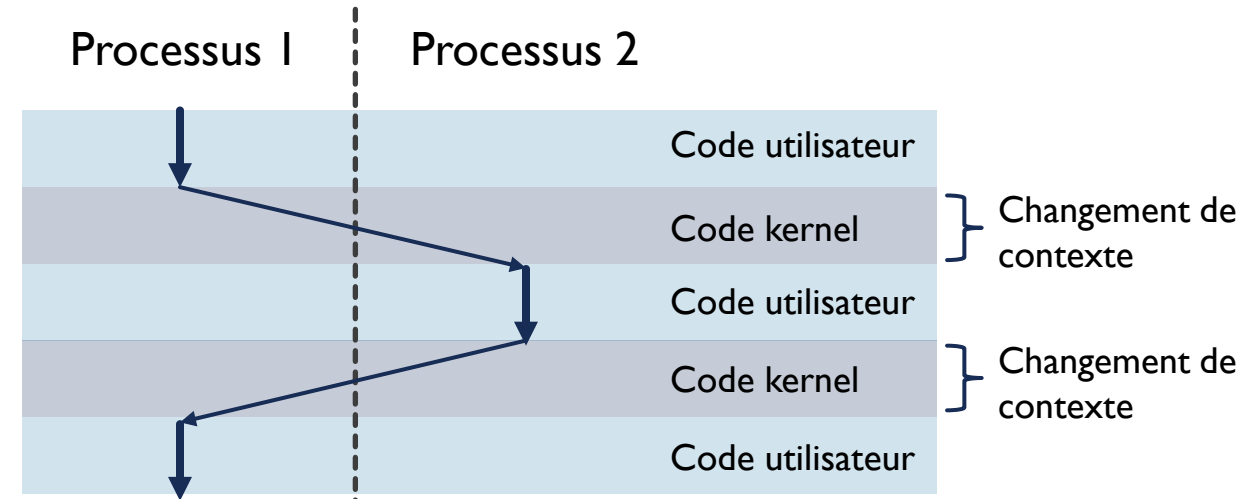 Processus 1
Processus 2
Code utilisateur
Code kernel
Changement de
contexte
Code utilisateur
Code kernel
Changement de
contexte
Code utilisateur